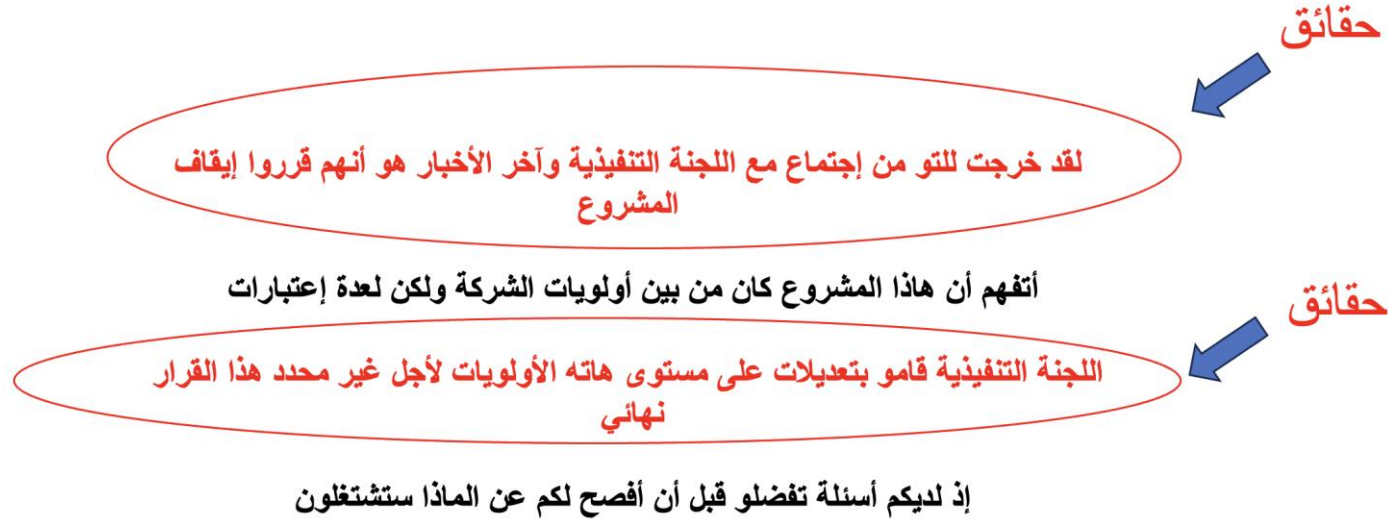 حقائق
لقد خرجت للتو من إجتماع مع اللجنة التنفيذية وآخر الأخبار هو أنهم قرروا إيقاف
المشروع
أتفهم أن هاذا المشروع كان من بين أولويات الشركة ولكن لعدة إعتبارات
حقائق
اللجنة التنفيذية قامو بتعديلات على مستوى هاته الأولويات لأجل غير محدد هذا القرار
نهائي
إذ لديكم أسئلة تفضلو قبل أن أفصح لكم عن الماذا ستشتغلون